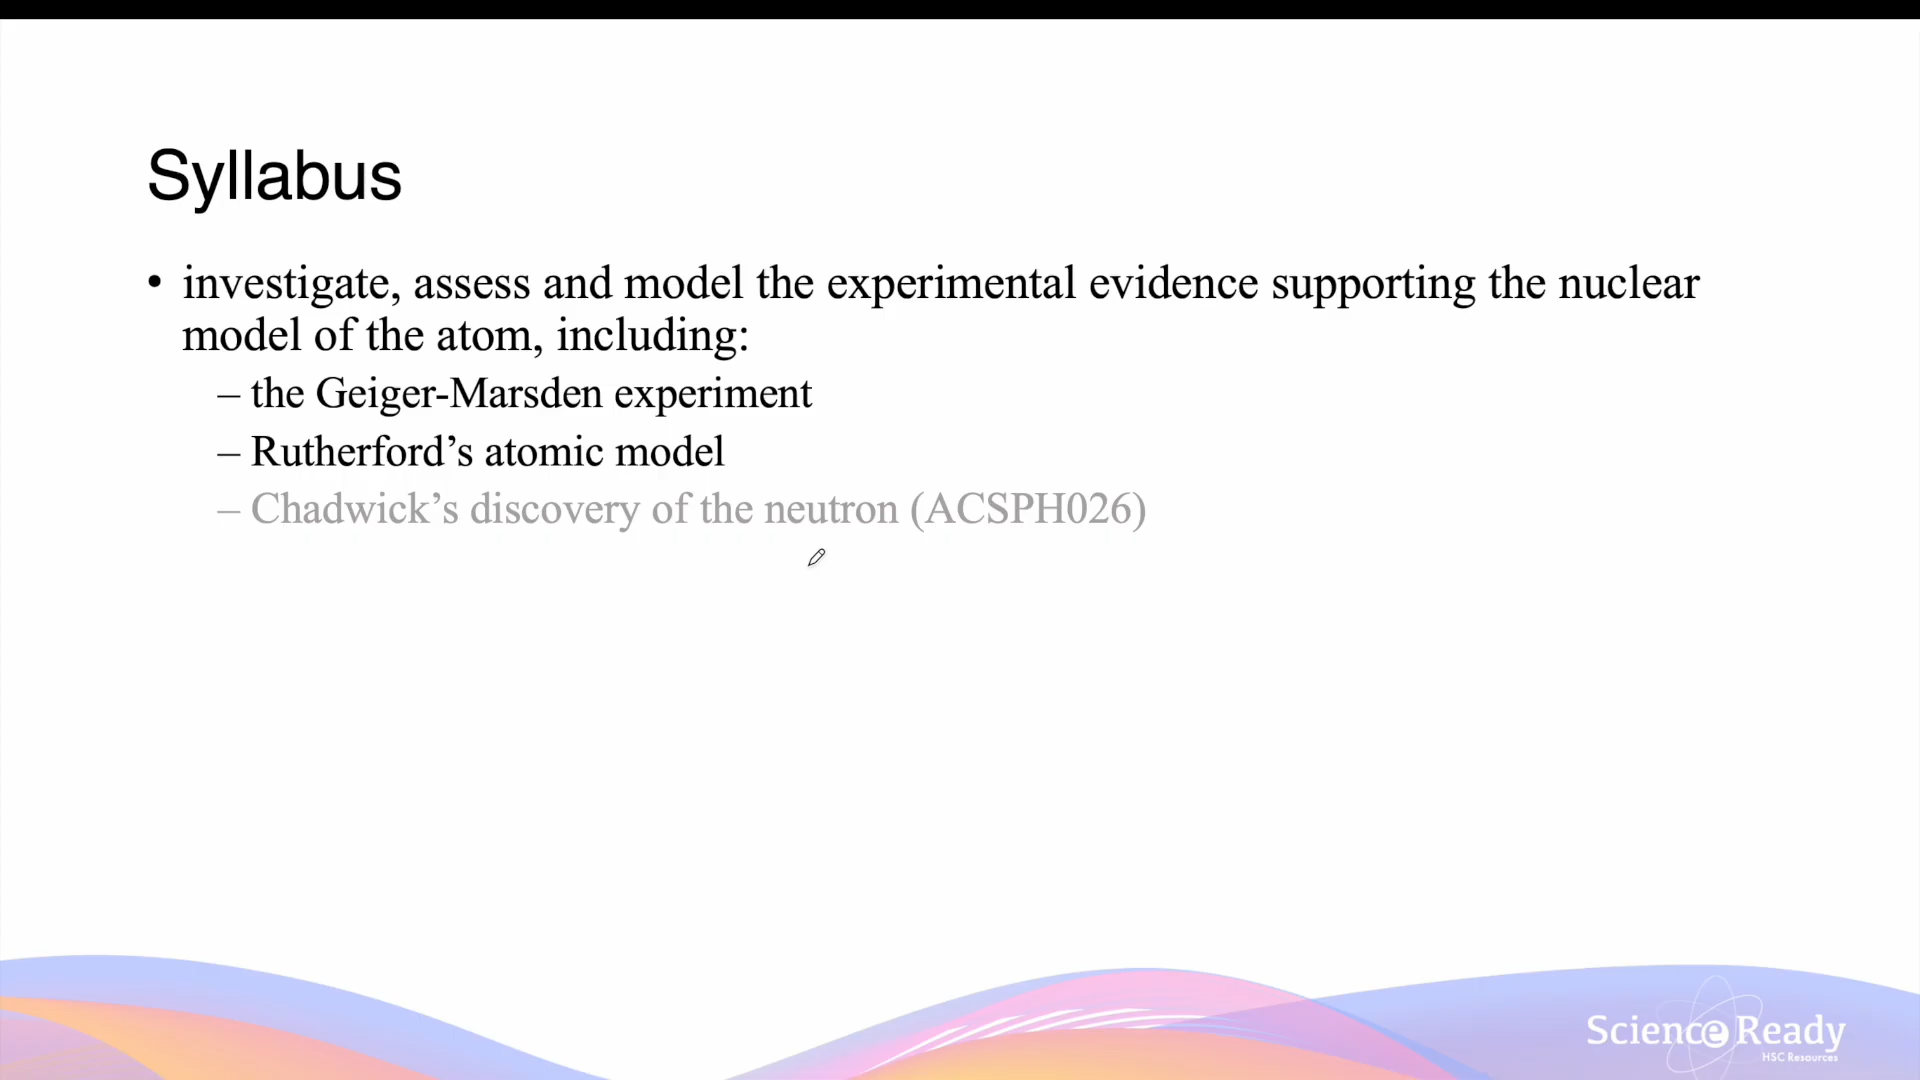 Syllabus
• investigate, assess and model the experimental evidence supporting the nuclear
model of the atom, including:
– the Geiger-Marsden experiment
– Rutherford’s atomic model
– Chadwick’s discovery of the neutron (ACSPH026)
Science Ready
HSC Resources